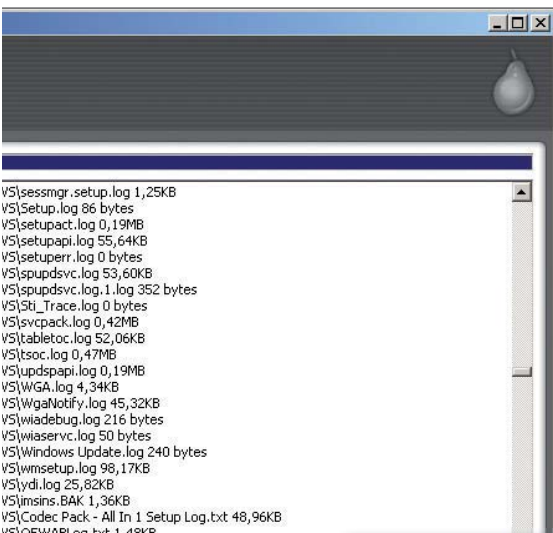 VS\sessmgr.setup.log 1,25KB
VS\Setup.log 86 bytes
VS\setupact.log 0,19MB
VS\setupapi.log 55,64KB
VS\setuperr.log 0 bytes
VS\spupdsvc.log 53,60KB
VS\spupdsvc.log.1.log 352 bytes
VS\Sti_Trace.log 0 bytes
VS\svcpack.log 0,42MB
VS\tabletoc.log 52,06KB
VS\tsoc.log 0,47MB
VS\updspapi.log 0,19MB
VS\WGA.log 4,34KB
VS\WgaNotify.log 45,32KB
VS\wiadebug.log 216 bytes
VS\wiaservc.log 50 bytes
VS\Windows Update.log 240 bytes
VS\wmsetup.log 98,17KB
VS\ydi.log 25,82KB
VS\imsins.BAK 1,36KB
VS\Codec Pack - All In 1 Setup Log.txt 48,96KB